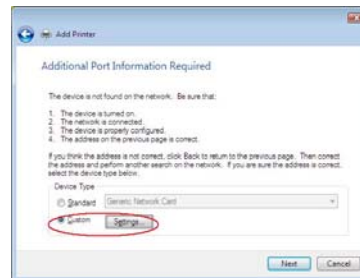 Add Printer
Additional Port Information Required
The device is not found on the network. Be sure that:
1. The device is turned on.
2. The network is connected.
3. The device is properly configured.
4. The address on the previous page is correct.
If you think the address is not correct, click Back to return to the previous page. Then correct
the address and perform another search on the network. If you are sure the address is correct,
select the device type below.
Device Type
Standard Generic Network Card
Custom Settings...
Next Cancel